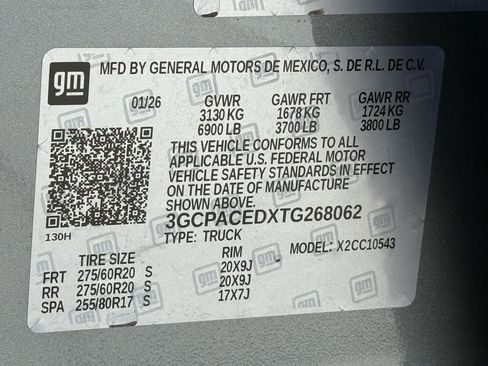 gm
MFD BY GENERAL MOTORS DE MEXICO, S. DE R.L. DE C.V.
01/26 GVWR GAWR FRT GAWR RR
3130 KG 1678 KG 1724 KG
6900 LB 3700 LB 3800 LB
THIS VEHICLE CONFORMS TO ALL
APPLICABLE U.S. FEDERAL MOTOR
VEHICLE SAFETY STANDARDS IN EFFECT
ON THE DATE OF MANUFACTURE
SHOWN ABOVE.
3GCPACEDXTG268062
130H TYPE: TRUCK MODEL: X2CC10543
TIRE SIZE RIM
FRT 275/60R20 S 20X9J
RR 275/60R20 S 20X9J
SPA 255/80R17 S 17X7J